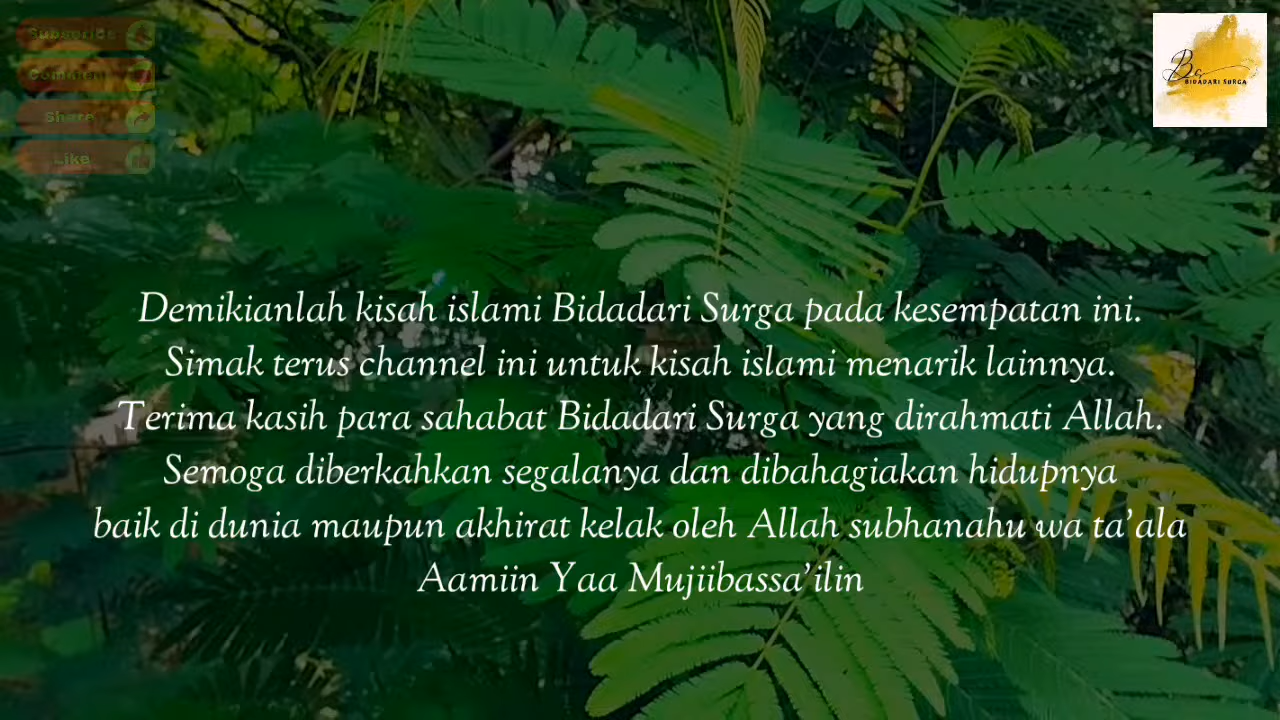 Subscribe
Comment
Share
Like
Bs
BIDADARI SURGA
Demikianlah kisah islami Bidadari Surga pada kesempatan ini.
Simak terus channel ini untuk kisah islami menarik lainnya.
Terima kasih para sahabat Bidadari Surga yang dirahmati Allah.
Semoga diberkahkan segalanya dan dibahagiakan hidupnya
baik di dunia maupun akhirat kelak oleh Allah subhanahu wa ta’ala
Aamiin Yaa Mujiibassa’ilin